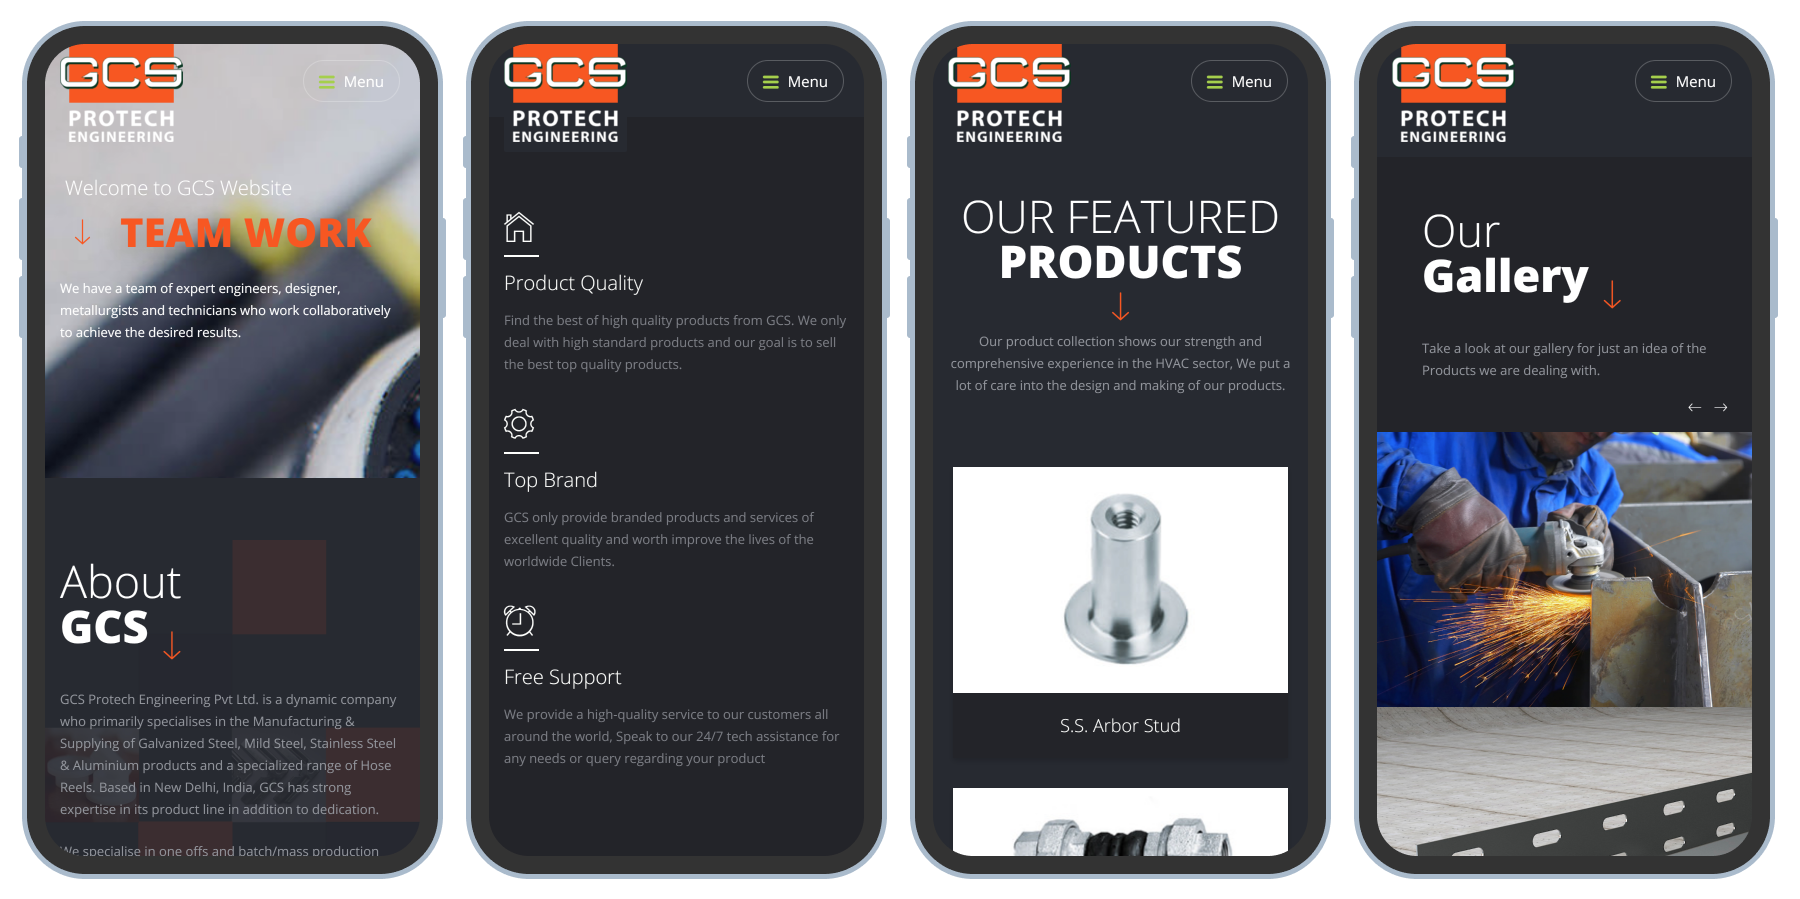 GCS
PROTECH
ENGINEERING
Menu
Welcome to GCS Website
TEAM WORK
We have a team of expert engineers, designer,
metallurgists and technicians who work collaboratively
to achieve the desired results.
About
GCS
GCS Protech Engineering Pvt Ltd. is a dynamic company
who primarily specialises in the Manufacturing &
Supplying of Galvanized Steel, Mild Steel, Stainless Steel
& Aluminium products and a specialized range of Hose
Reels. Based in New Delhi, India, GCS has strong
expertise in its product line in addition to dedication.
We specialise in one offs and batch/mass production
GCS
PROTECH
ENGINEERING
Menu
Product Quality
Find the best of high quality products from GCS. We only
deal with high standard products and our goal is to sell
the best top quality products.
Top Brand
GCS only provide branded products and services of
excellent quality and worth improve the lives of the
worldwide Clients.
Free Support
We provide a high-quality service to our customers all
around the world, Speak to our 24/7 tech assistance for
any needs or query regarding your product
GCS
PROTECH
ENGINEERING
Menu
OUR FEATURED
PRODUCTS
Our product collection shows our strength and
comprehensive experience in the HVAC sector, We put a
lot of care into the design and making of our products.
S.S. Arbor Stud
GCS
PROTECH
ENGINEERING
Menu
Our
Gallery
Take a look at our gallery for just an idea of the
Products we are dealing with.